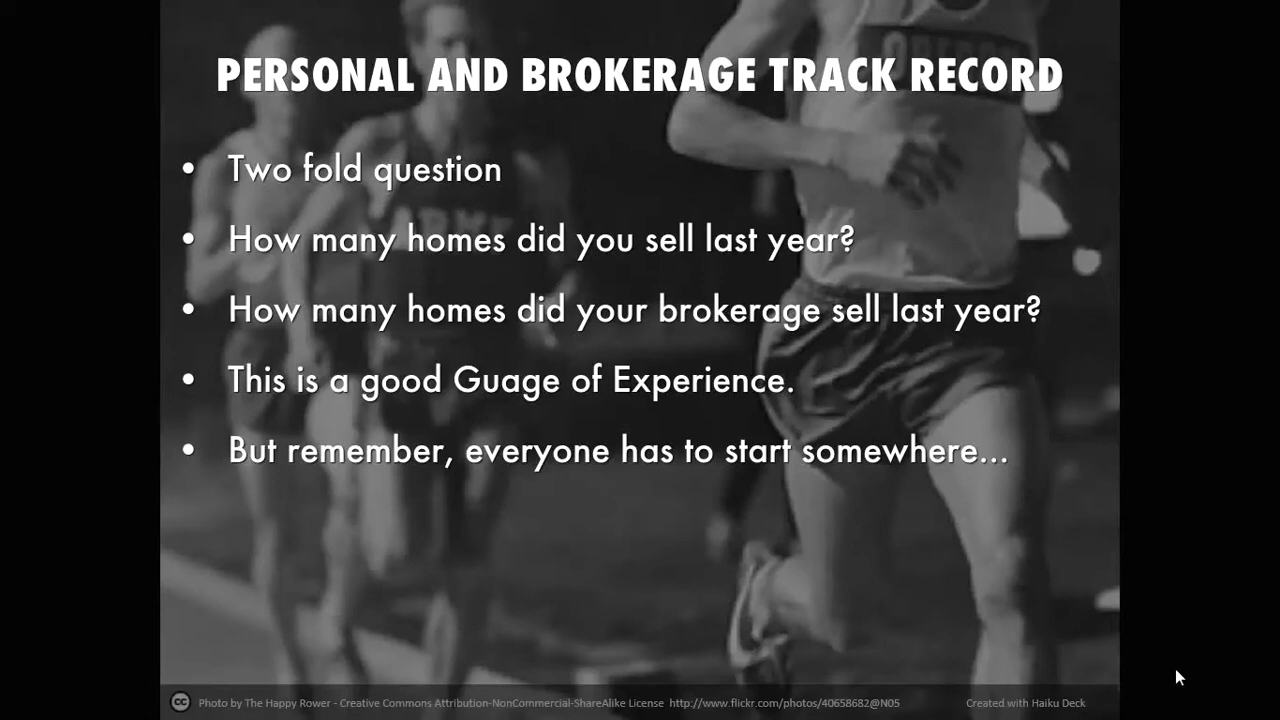 PERSONAL AND BROKERAGE TRACK RECORD
• Two fold question
• How many homes did you sell last year?
• How many homes did your brokerage sell last year?
• This is a good Guage of Experience.
• But remember, everyone has to start somewhere...
ARMY
OREGON
cc Photo by The Happy Rower - Creative Commons Attribution-NonCommercial-ShareAlike License http://www.flickr.com/photos/40658682@N05 Created with Haiku Deck